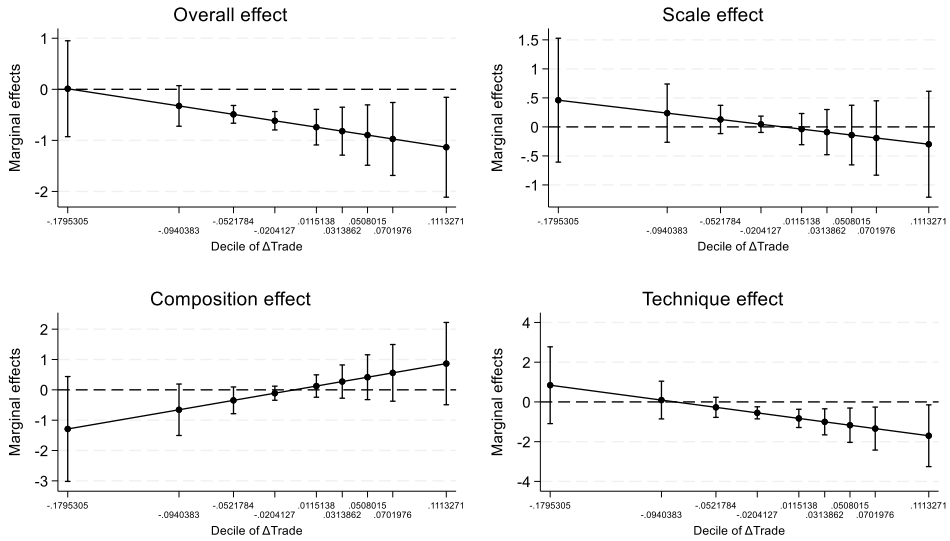 Overall effect
Marginal effects
1
0
-1
-2
-.1795305 -.0521784 .0115138 .0508015 .1113271
-.0940383 -.0204127 .0313862 .0701976
Decile of ΔTrade
Scale effect
Marginal effects
1.5
1
.5
0
-.5
-1
-.1795305 -.0521784 .0115138 .0508015 .1113271
-.0940383 -.0204127 .0313862 .0701976
Decile of ΔTrade
Composition effect
Marginal effects
2
1
0
-1
-2
-3
-.1795305 -.0521784 .0115138 .0508015 .1113271
-.0940383 -.0204127 .0313862 .0701976
Decile of ΔTrade
Technique effect
Marginal effects
4
2
0
-2
-4
-.1795305 -.0521784 .0115138 .0508015 .1113271
-.0940383 -.0204127 .0313862 .0701976
Decile of ΔTrade